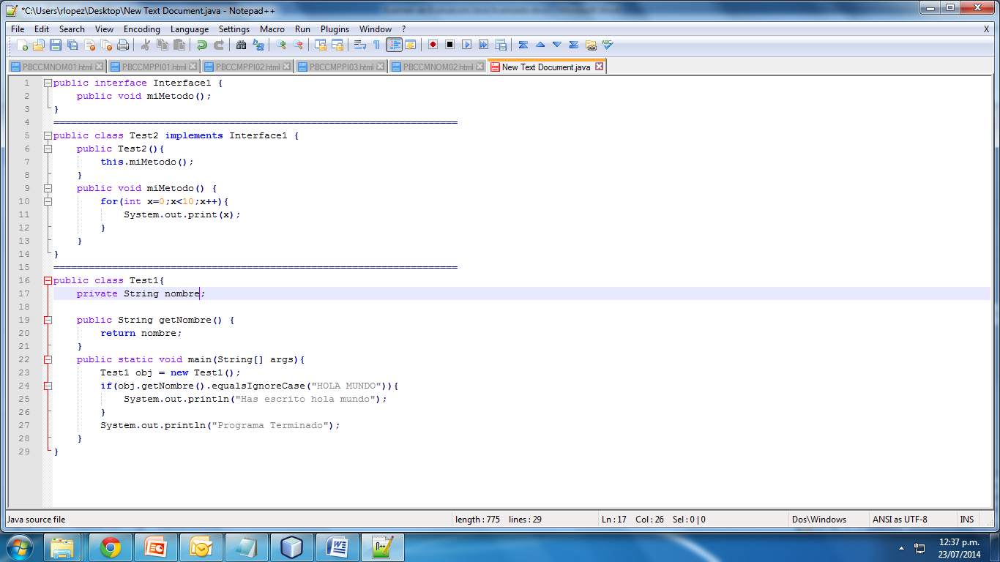 *C:\Users\rlopez\Desktop\New Text Document.java - Notepad++
File Edit Search View Encoding Language Settings Macro Run Plugins Window ? X
PBCCMNOM01.html PBCCMPPI01.html PBCCMPPI02.html PBCCMPPI03.html PBCCMNOM02.html New Text Document.java
1 public interface Interface1 {
2 public void miMetodo();
3 }
4 =====================================================================
5 public class Test2 implements Interface1 {
6 public Test2(){
7 this.miMetodo();
8 }
9 public void miMetodo() {
10 for(int x=0;x<10;x++){
11 System.out.print(x);
12 }
13 }
14 }
15 =====================================================================
16 public class Test1{
17 private String nombre;
18
19 public String getNombre() {
20 return nombre;
21 }
22 public static void main(String[] args){
23 Test1 obj = new Test1();
24 if(obj.getNombre().equalsIgnoreCase("HOLA MUNDO")){
25 System.out.println("Has escrito hola mundo");
26 }
27 System.out.println("Programa Terminado");
28 }
29 }
Java source file length : 775 lines : 29 Ln : 17 Col : 26 Sel : 0 | 0 Dos\Windows ANSI as UTF-8 INS
12:37 p.m.
23/07/2014